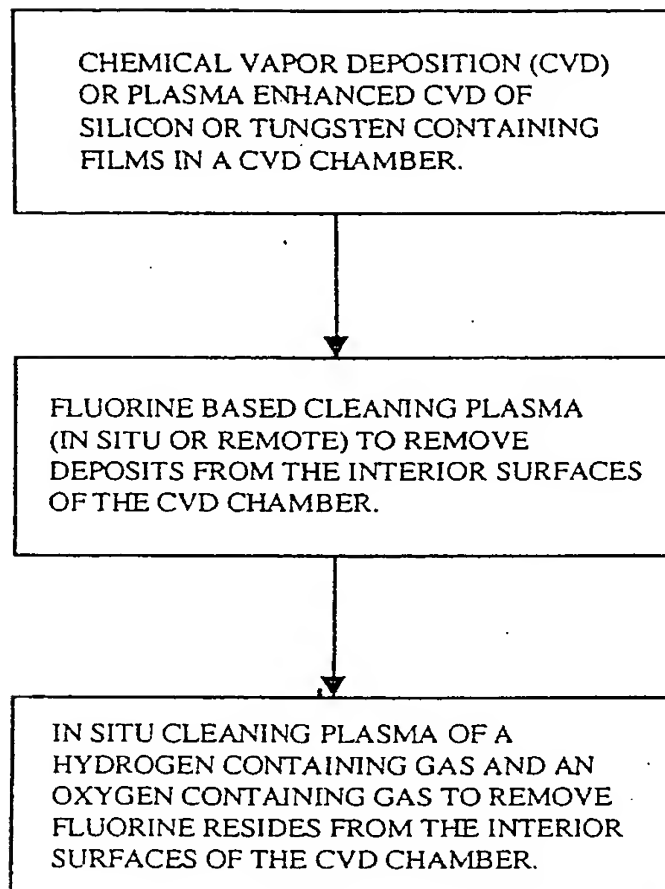 CHEMICAL VAPOR DEPOSITION (CVD)
OR PLASMA ENHANCED CVD OF
SILICON OR TUNGSTEN CONTAINING
FILMS IN A CVD CHAMBER.
FLUORINE BASED CLEANING PLASMA
(IN SITU OR REMOTE) TO REMOVE
DEPOSITS FROM THE INTERIOR SURFACES
OF THE CVD CHAMBER.
IN SITU CLEANING PLASMA OF A
HYDROGEN CONTAINING GAS AND AN
OXYGEN CONTAINING GAS TO REMOVE
FLUORINE RESIDES FROM THE INTERIOR
SURFACES OF THE CVD CHAMBER.